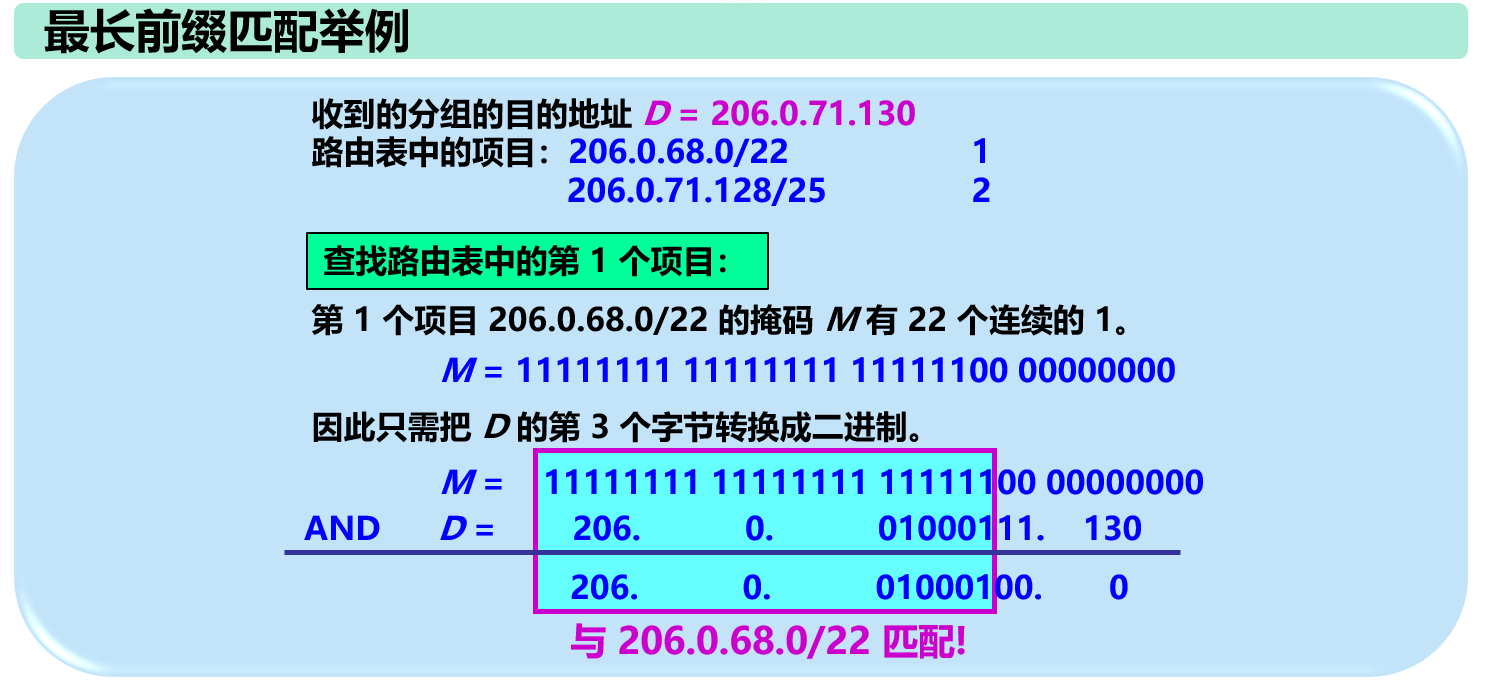 最长前缀匹配举例
收到的分组的目的地址 D = 206.0.71.130
路由表中的项目：206.0.68.0/22 1
206.0.71.128/25 2
查找路由表中的第 1 个项目：
第 1 个项目 206.0.68.0/22 的掩码 M 有 22 个连续的 1。
M = 11111111 11111111 11111100 00000000
因此只需把 D 的第 3 个字节转换成二进制。
M = 11111111 11111111 11111100 00000000
AND D = 206. 0. 01000111. 130
206. 0. 01000100. 0
与 206.0.68.0/22 匹配!